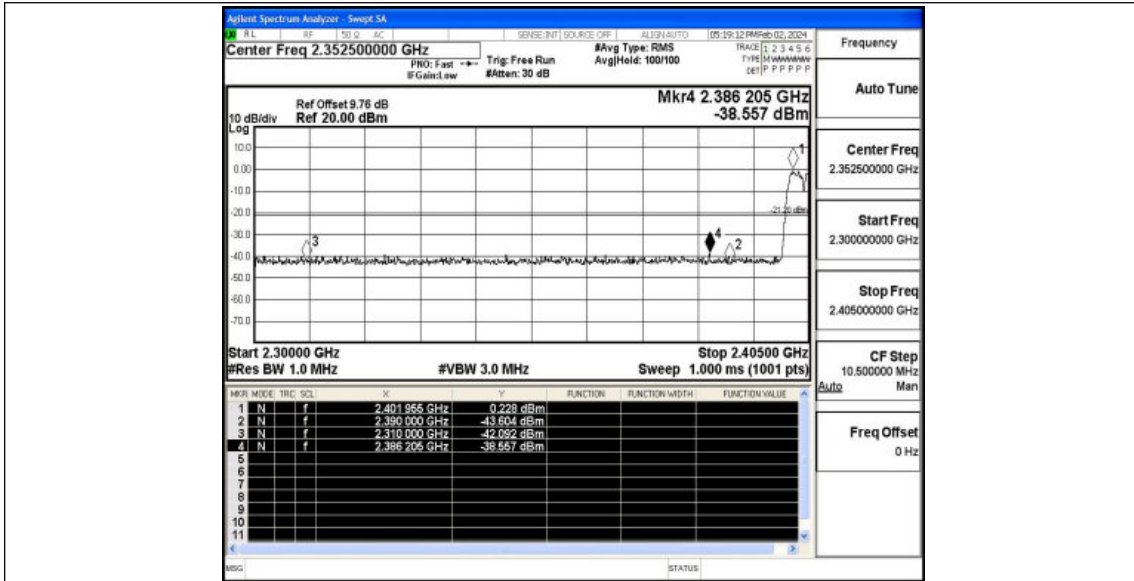 Agilent Spectrum Analyzer - Swept SA
RL RF 50 Ω AC SENSE:INT SOURCE OFF ALIGN AUTO 05:19:12 PM Feb 02, 2024
Center Freq 2.352500000 GHz #Avg Type: RMS TRACE 1 2 3 4 5 6
PNO: Fast Trig: Free Run Avg|Hold: 100/100 TYPE M WWWWW
IFGain:Low #Atten: 30 dB DET P P P P P P
Mkr4 2.386 205 GHz
-38.557 dBm
Ref Offset 9.76 dB
10 dB/div Ref 20.00 dBm
Log
10.0
0.00
-10.0
-20.0
-30.0
-40.0
-50.0
-60.0
-70.0
1
-21.20 dBm
3
4
2
Start 2.30000 GHz Stop 2.40500 GHz
#Res BW 1.0 MHz #VBW 3.0 MHz Sweep 1.000 ms (1001 pts)
MKR MODE TRC SCL X Y FUNCTION FUNCTION WIDTH FUNCTION VALUE
1 N f 2.401 955 GHz 0.228 dBm
2 N f 2.390 000 GHz -43.604 dBm
3 N f 2.310 000 GHz -42.092 dBm
4 N f 2.386 205 GHz -38.557 dBm
5
6
7
8
9
10
11
MSG STATUS
Frequency
Auto Tune
Center Freq
2.352500000 GHz
Start Freq
2.300000000 GHz
Stop Freq
2.405000000 GHz
CF Step
10.500000 MHz
Auto Man
Freq Offset
0 Hz